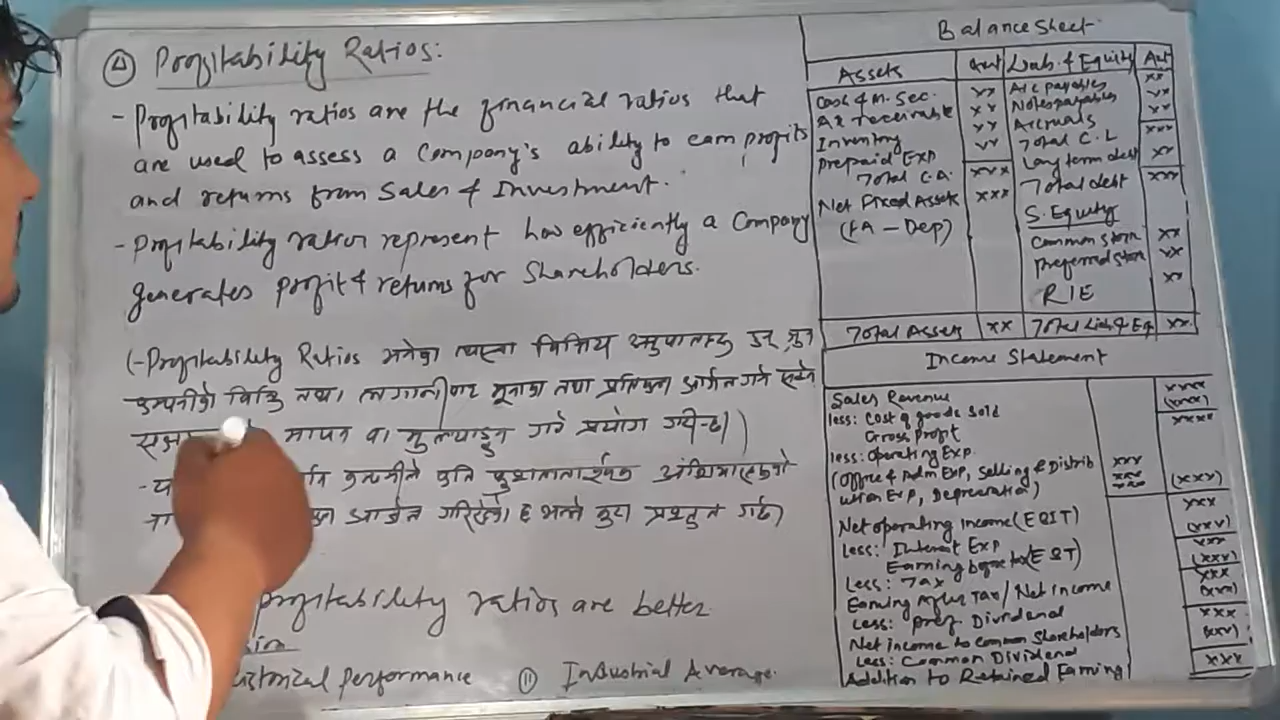 ④ Profitability Ratios:
- Profitability ratios are the financial ratios that
are used to assess a Company's ability to earn profits
and returns from Sales & Investment.
- Profitability ratios represent how efficiently a Company
generates profit & returns for Shareholders.
(- Profitability Ratios भनेका त्यस्ता वित्तिय अनुपातहरु हुन् जुन
कम्पनीको बिक्रि तथा लगानीबाट मुनाफा तथा प्रतिफल आर्जन गर्न सक्ने
मापन वा मुल्याङ्कन गर्न प्रयोग गरीन्छ।)
कम्पनीले कति कुशलतापूर्वक अंशियारहरुको
आर्जन गरिरहेको छ भन्ने कुरा प्रस्तुत गर्छ)
profitability ratios are better.
Historical Performance ⑪ Industrial Average.
Balance Sheet
Assets Amt Liab. & Equity Amt
Cash & M. Sec. xx A/c payables xx
A/c receivable xx Notes payables xx
Inventory xx Accruals xx
Prepaid Exp xx Total C.L xxx
Total C.A. xxx Long term debt xx
Net Fixed Assets xxx Total debt xxx
(FA - Dep) S. Equity
Common stock xx
Preferred stock xx
R/E xx
Total Assets xx Total Liab & Eq. xx
Income Statement
Sales Revenue xxx
less: Cost of goods sold (xxx)
Gross Profit xxxx
less: Operating Exp.
(Office & Adm Exp, Selling & Distrib xxx
ution Exp, Depreciation) xxx (xxx)
Net operating income (EBIT) xxx
Less: Interest Exp (xxx)
Earning before tax (EBT) xxx
Less: Tax (xxx)
Earning After Tax / Net income xxx
Less: Pref. Dividend (xxx)
Net income to Common Shareholders xxx
Less: Common Dividend (xxx)
Addition to Retained Earning xxx